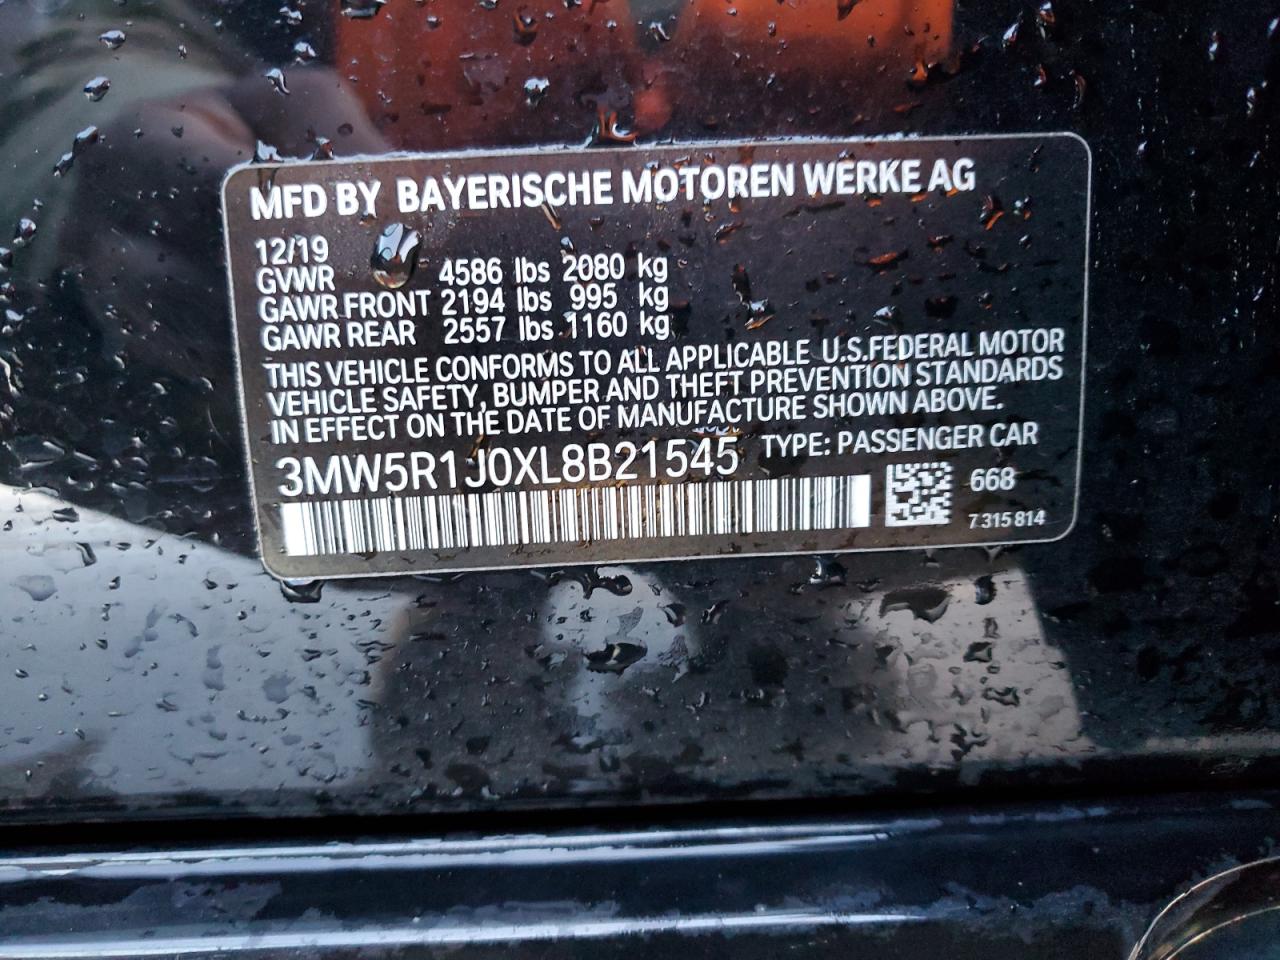 MFD BY BAYERISCHE MOTOREN WERKE AG
12/19
GVWR 4586 lbs 2080 kg
GAWR FRONT 2194 lbs 995 kg
GAWR REAR 2557 lbs 1160 kg
THIS VEHICLE CONFORMS TO ALL APPLICABLE U.S.FEDERAL MOTOR
VEHICLE SAFETY, BUMPER AND THEFT PREVENTION STANDARDS
IN EFFECT ON THE DATE OF MANUFACTURE SHOWN ABOVE.
3MW5R1J0XL8B21545 TYPE: PASSENGER CAR
668
7 315 814